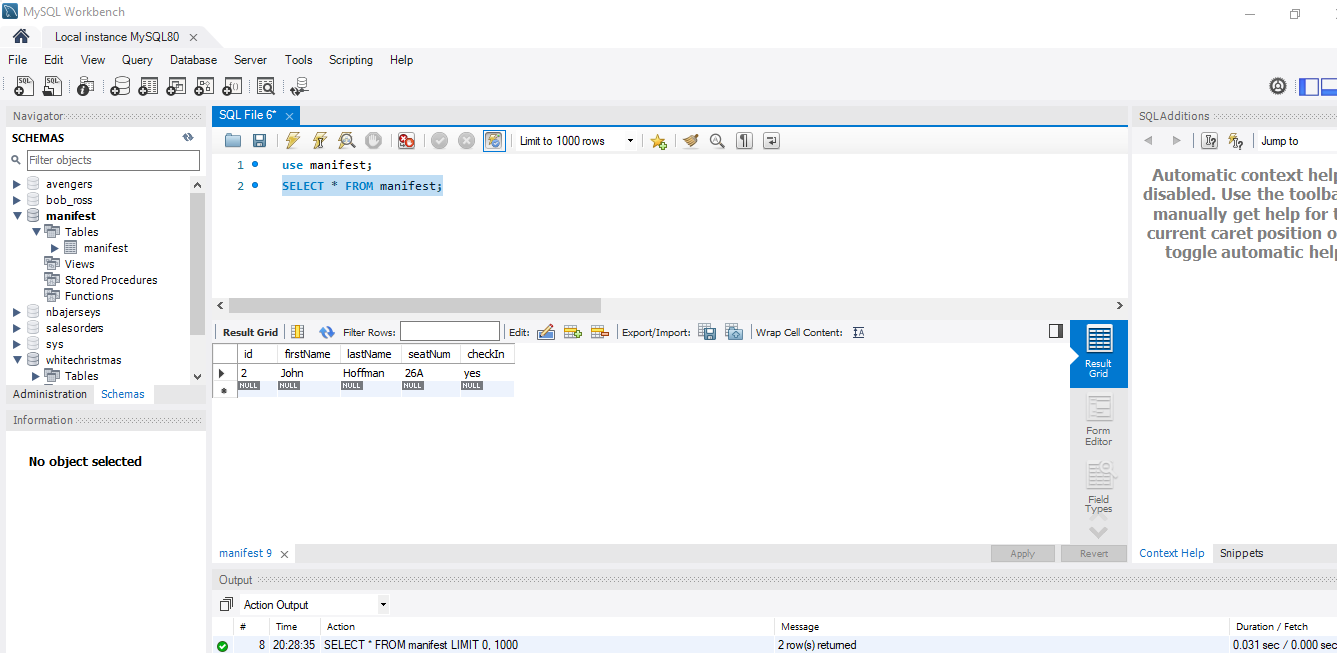 MySQL Workbench
Local instance MySQL80
File Edit View Query Database Server Tools Scripting Help
Navigator
SCHEMAS
Filter objects
avengers
bob_ross
manifest
Tables
manifest
Views
Stored Procedures
Functions
nbajerseys
salesorders
sys
whitechristmas
Tables
Administration Schemas
Information
No object selected
SQL File 6*
Limit to 1000 rows
1 use manifest;
2 SELECT * FROM manifest;
Result Grid Filter Rows: Edit: Export/Import: Wrap Cell Content:
id firstName lastName seatNum checkIn
2 John Hoffman 26A yes
NULL NULL NULL NULL NULL
Result
Grid
Form
Editor
Field
Types
manifest 9
Apply Revert
Output
Action Output
# Time Action Message Duration / Fetch
8 20:28:35 SELECT * FROM manifest LIMIT 0, 1000 2 row(s) returned 0.031 sec / 0.000 sec
SQLAdditions
Jump to
Automatic context help
disabled. Use the toolba
manually get help for t
current caret position o
toggle automatic help
Context Help Snippets